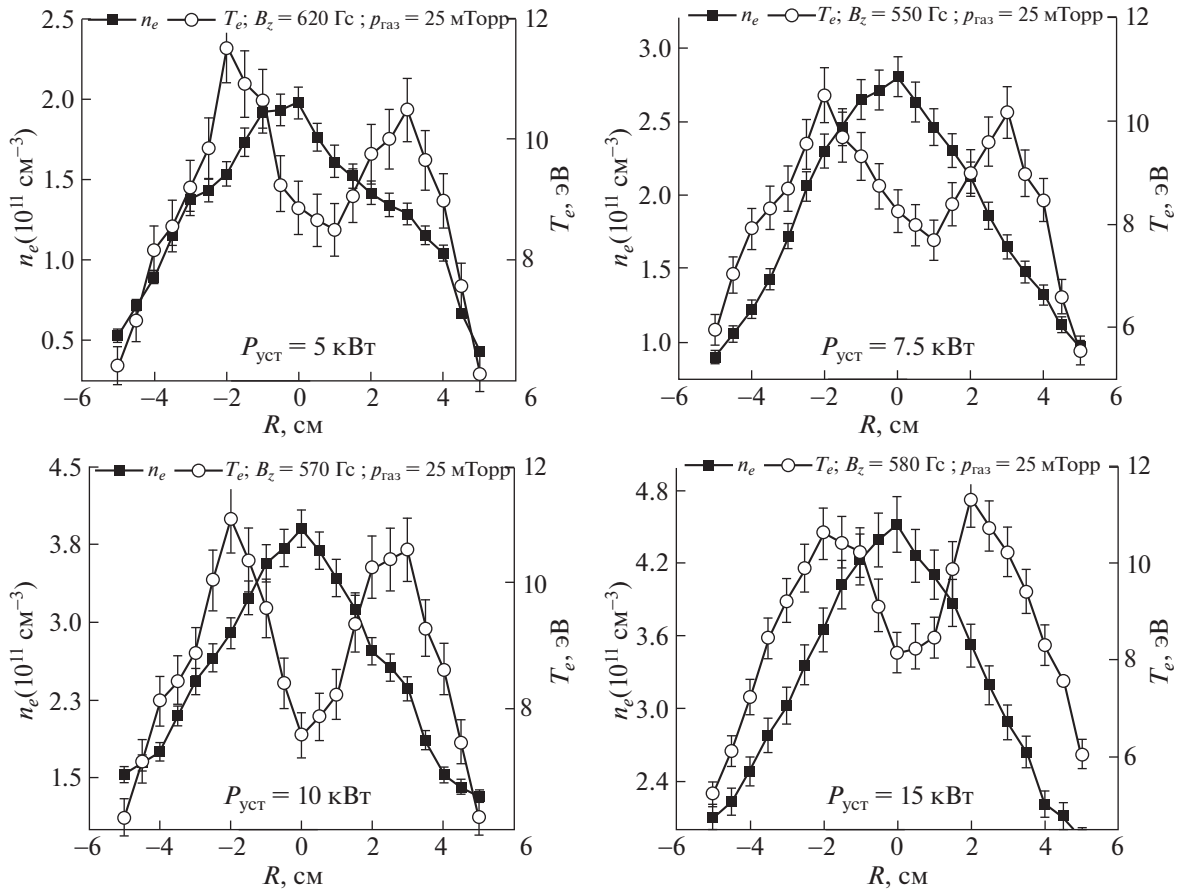 n_e T_e; B_z = 620 Гс ; p_газ = 25 мТорр
2.5
2.0
1.5
1.0
0.5
n_e(10^11 см^−3)
12
10
8
6
T_e, эВ
P_уст = 5 кВт
−6 −4 −2 0 2 4 6
R, см
n_e T_e; B_z = 550 Гс ; p_газ = 25 мТорр
3.0
2.5
2.0
1.5
1.0
n_e(10^11 см^−3)
12
10
8
6
T_e, эВ
P_уст = 7.5 кВт
−6 −4 −2 0 2 4 6
R, см
n_e T_e; B_z = 570 Гс ; p_газ = 25 мТорр
4.5
3.8
3.0
2.3
1.5
n_e(10^11 см^−3)
12
10
8
T_e, эВ
P_уст = 10 кВт
−6 −4 −2 0 2 4 6
R, см
n_e T_e; B_z = 580 Гс ; p_газ = 25 мТорр
4.8
4.2
3.6
3.0
2.4
n_e(10^11 см^−3)
12
10
8
6
T_e, эВ
P_уст = 15 кВт
−6 −4 −2 0 2 4 6
R, см